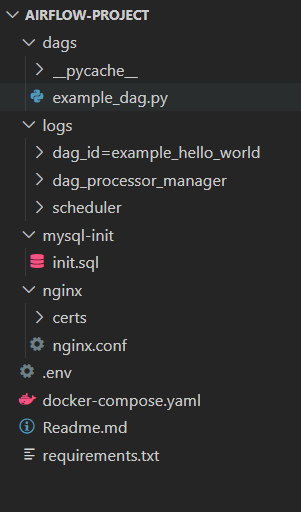 AIRFLOW-PROJECT
dags
__pycache__
example_dag.py
logs
dag_id=example_hello_world
dag_processor_manager
scheduler
mysql-init
init.sql
nginx
certs
nginx.conf
.env
docker-compose.yaml
Readme.md
requirements.txt